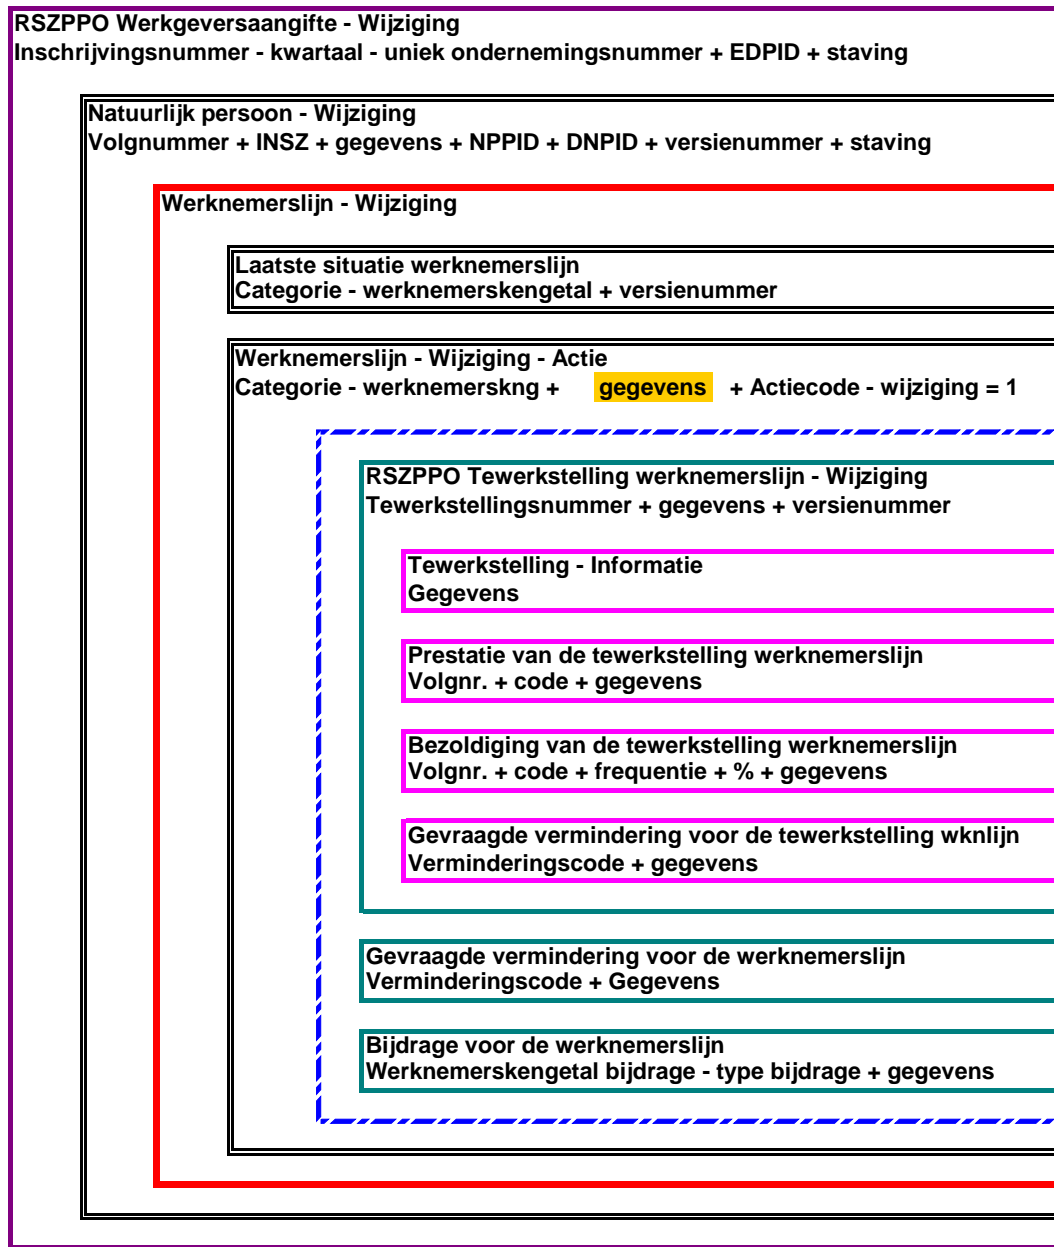 RSZPPO Werkgeversaangifte - Wijziging
Inschrijvingsnummer - kwartaal - uniek ondernemingsnummer + EDPID + staving
Natuurlijk persoon - Wijziging
Volgnummer + INSZ + gegevens + NPPID + DNPID + versienummer + staving
Werknemerslijn - Wijziging
Laatste situatie werknemerslijn
Categorie - werknemerskengetal + versienummer
Werknemerslijn - Wijziging - Actie
Categorie - werknemerskng + gegevens + Actiecode - wijziging = 1
RSZPPO Tewerkstelling werknemerslijn - Wijziging
Tewerkstellingsnummer + gegevens + versienummer
Tewerkstelling - Informatie
Gegevens
Prestatie van de tewerkstelling werknemerslijn
Volgnr. + code + gegevens
Bezoldiging van de tewerkstelling werknemerslijn
Volgnr. + code + frequentie + % + gegevens
Gevraagde vermindering voor de tewerkstelling wknlijn
Verminderingscode + gegevens
Gevraagde vermindering voor de werknemerslijn
Verminderingscode + Gegevens
Bijdrage voor de werknemerslijn
Werknemerskengetal bijdrage - type bijdrage + gegevens